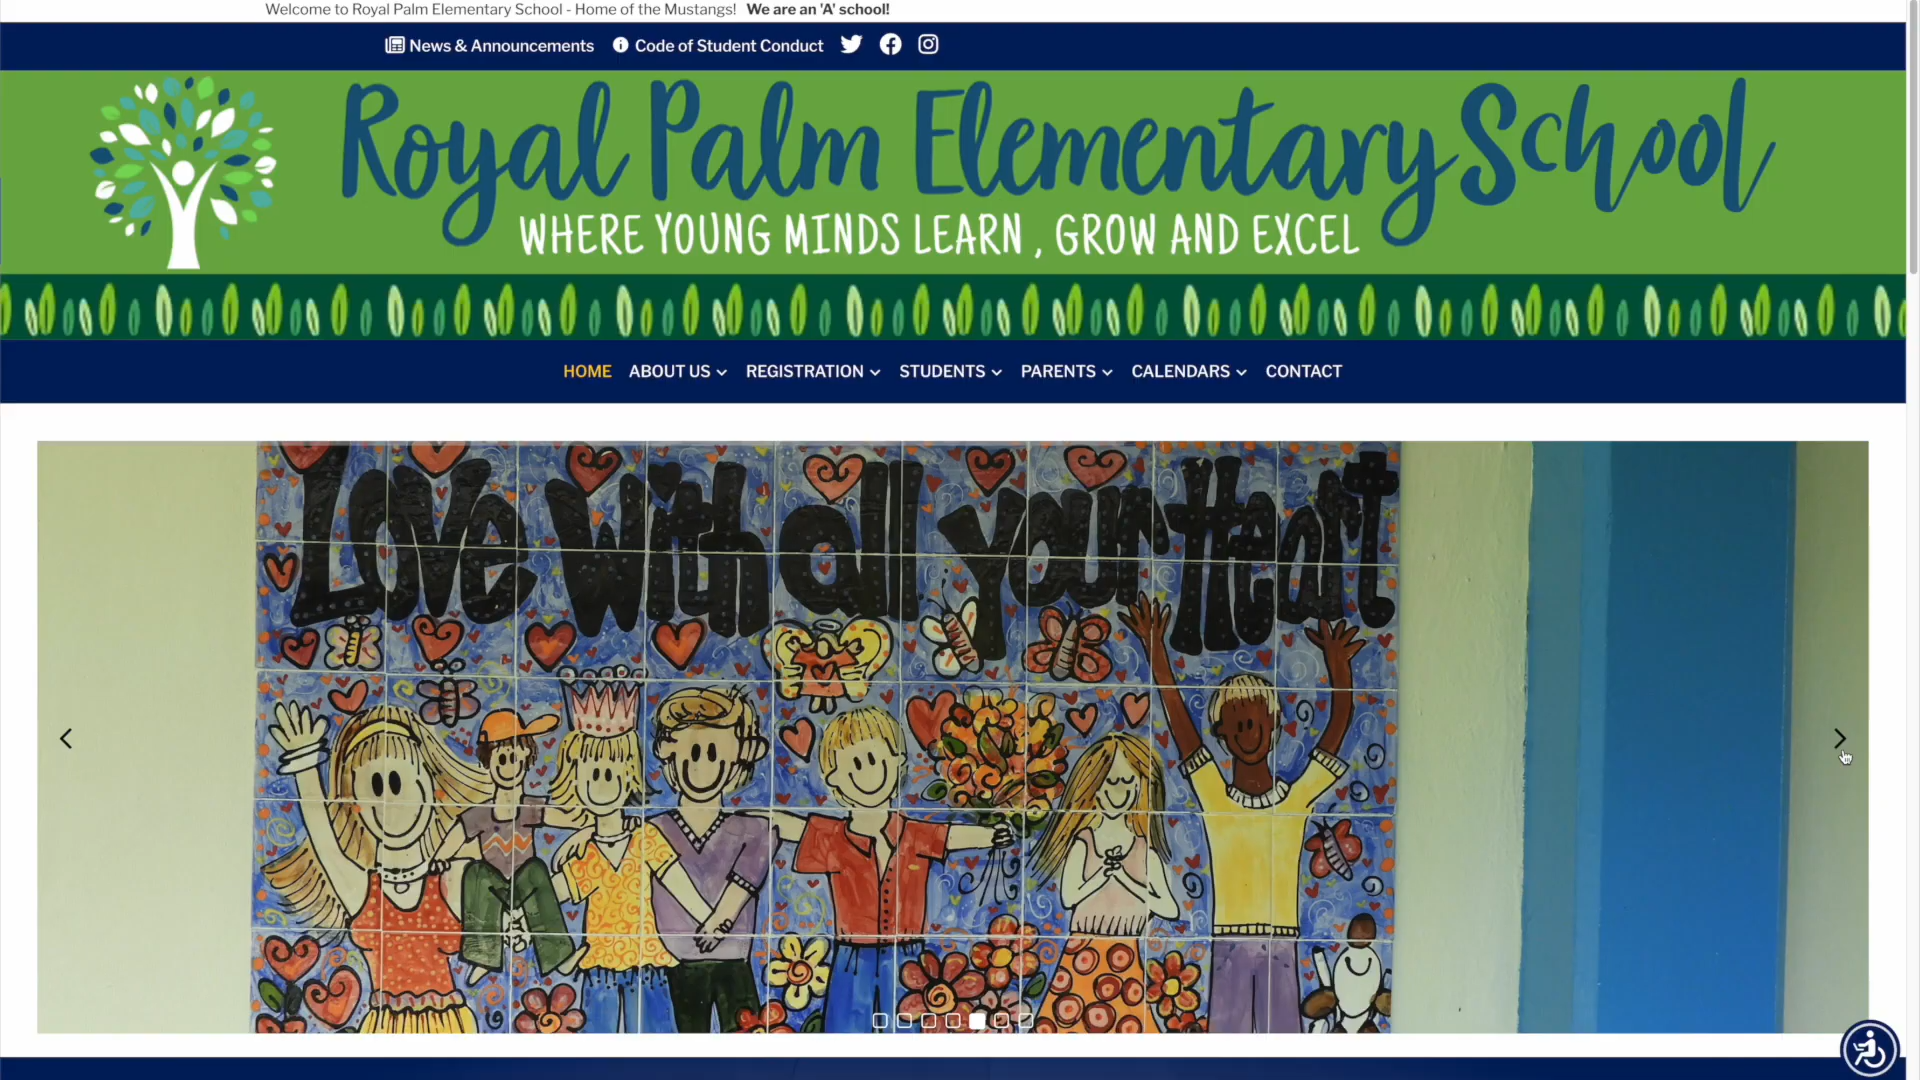 Welcome to Royal Palm Elementary School - Home of the Mustangs! We are an 'A' school!
News & Announcements Code of Student Conduct
Royal Palm Elementary School
WHERE YOUNG MINDS LEARN , GROW AND EXCEL
HOME ABOUT US REGISTRATION STUDENTS PARENTS CALENDARS CONTACT
Love with all your Heart